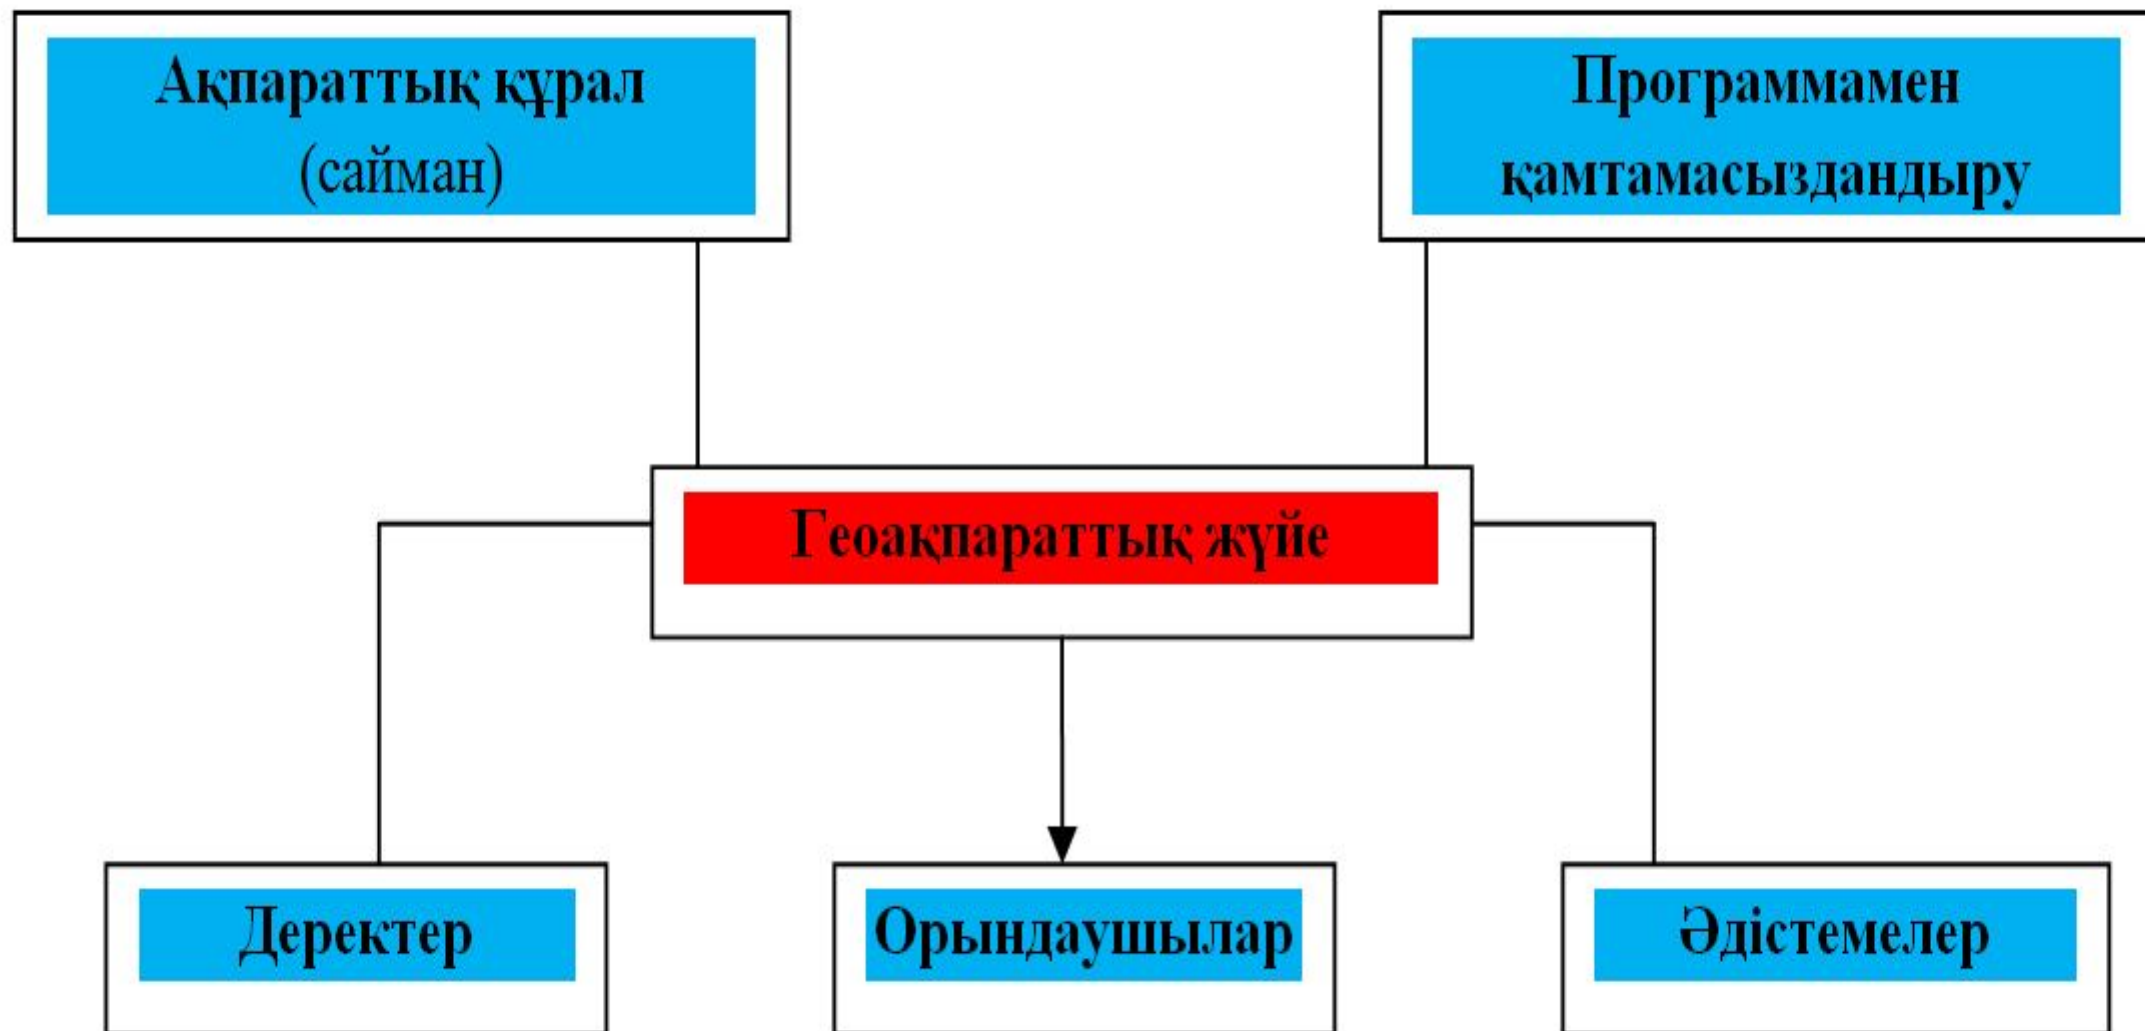 Ақпараттық құрал
(сайман)
Программамен
қамтамасыздандыру
Геоақпараттық жүйе
Деректер
Орындаушылар
Әдістемелер